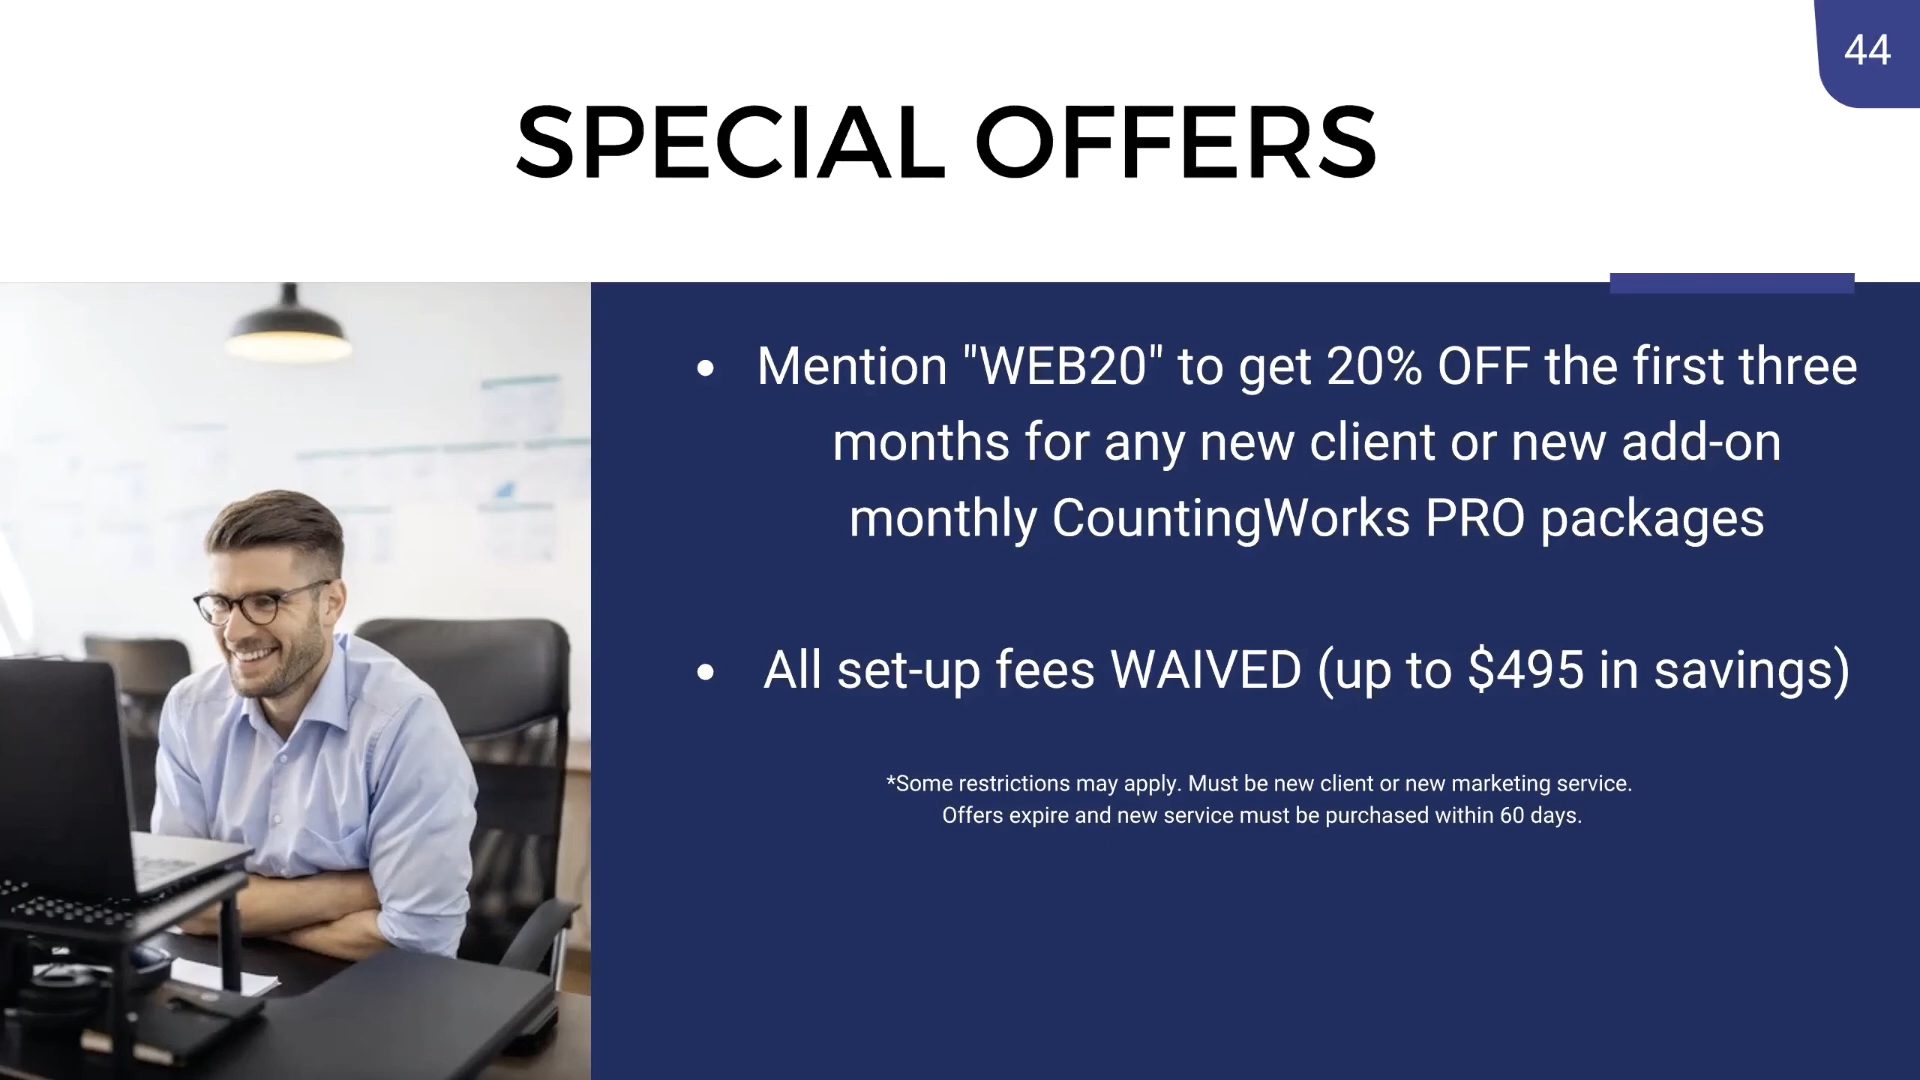 44
SPECIAL OFFERS
• Mention "WEB20" to get 20% OFF the first three
months for any new client or new add-on
monthly CountingWorks PRO packages
• All set-up fees WAIVED (up to $495 in savings)
*Some restrictions may apply. Must be new client or new marketing service.
Offers expire and new service must be purchased within 60 days.